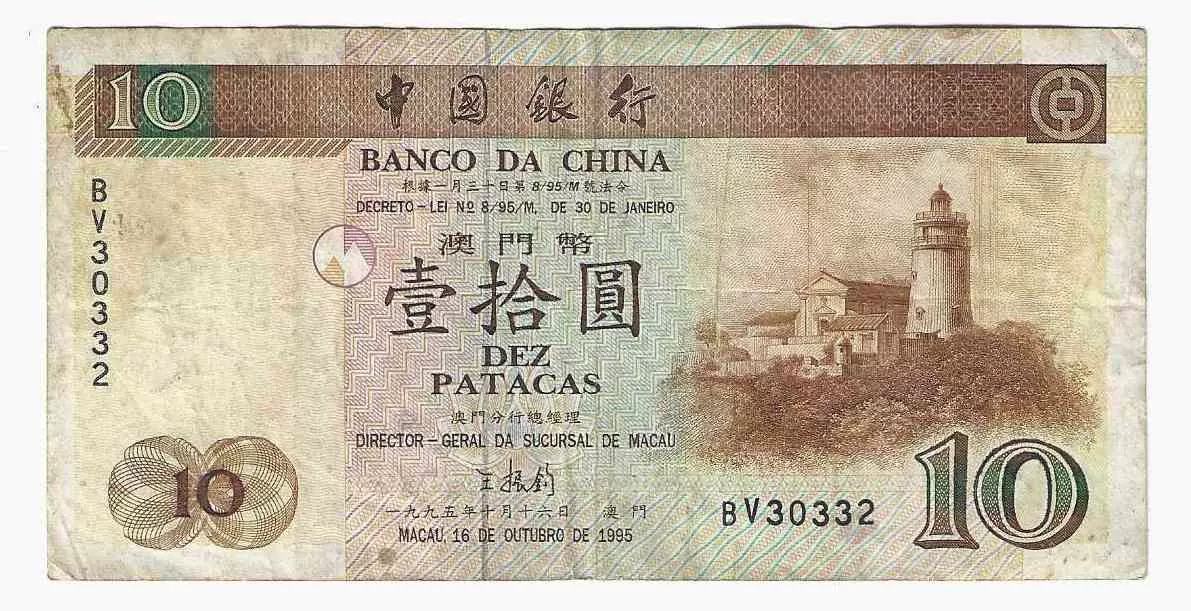 10
中國銀行
BANCO DA CHINA
根據一月三十日第8/95/M號法令
DECRETO-LEI Nº 8/95/M, DE 30 DE JANEIRO
BV30332
澳門幣
壹拾圓
DEZ
PATACAS
澳門分行總經理
DIRECTOR-GERAL DA SUCURSAL DE MACAU
王振鈞
10
一九九五年十月十六日 澳門
MACAU, 16 DE OUTUBRO DE 1995
BV30332
10